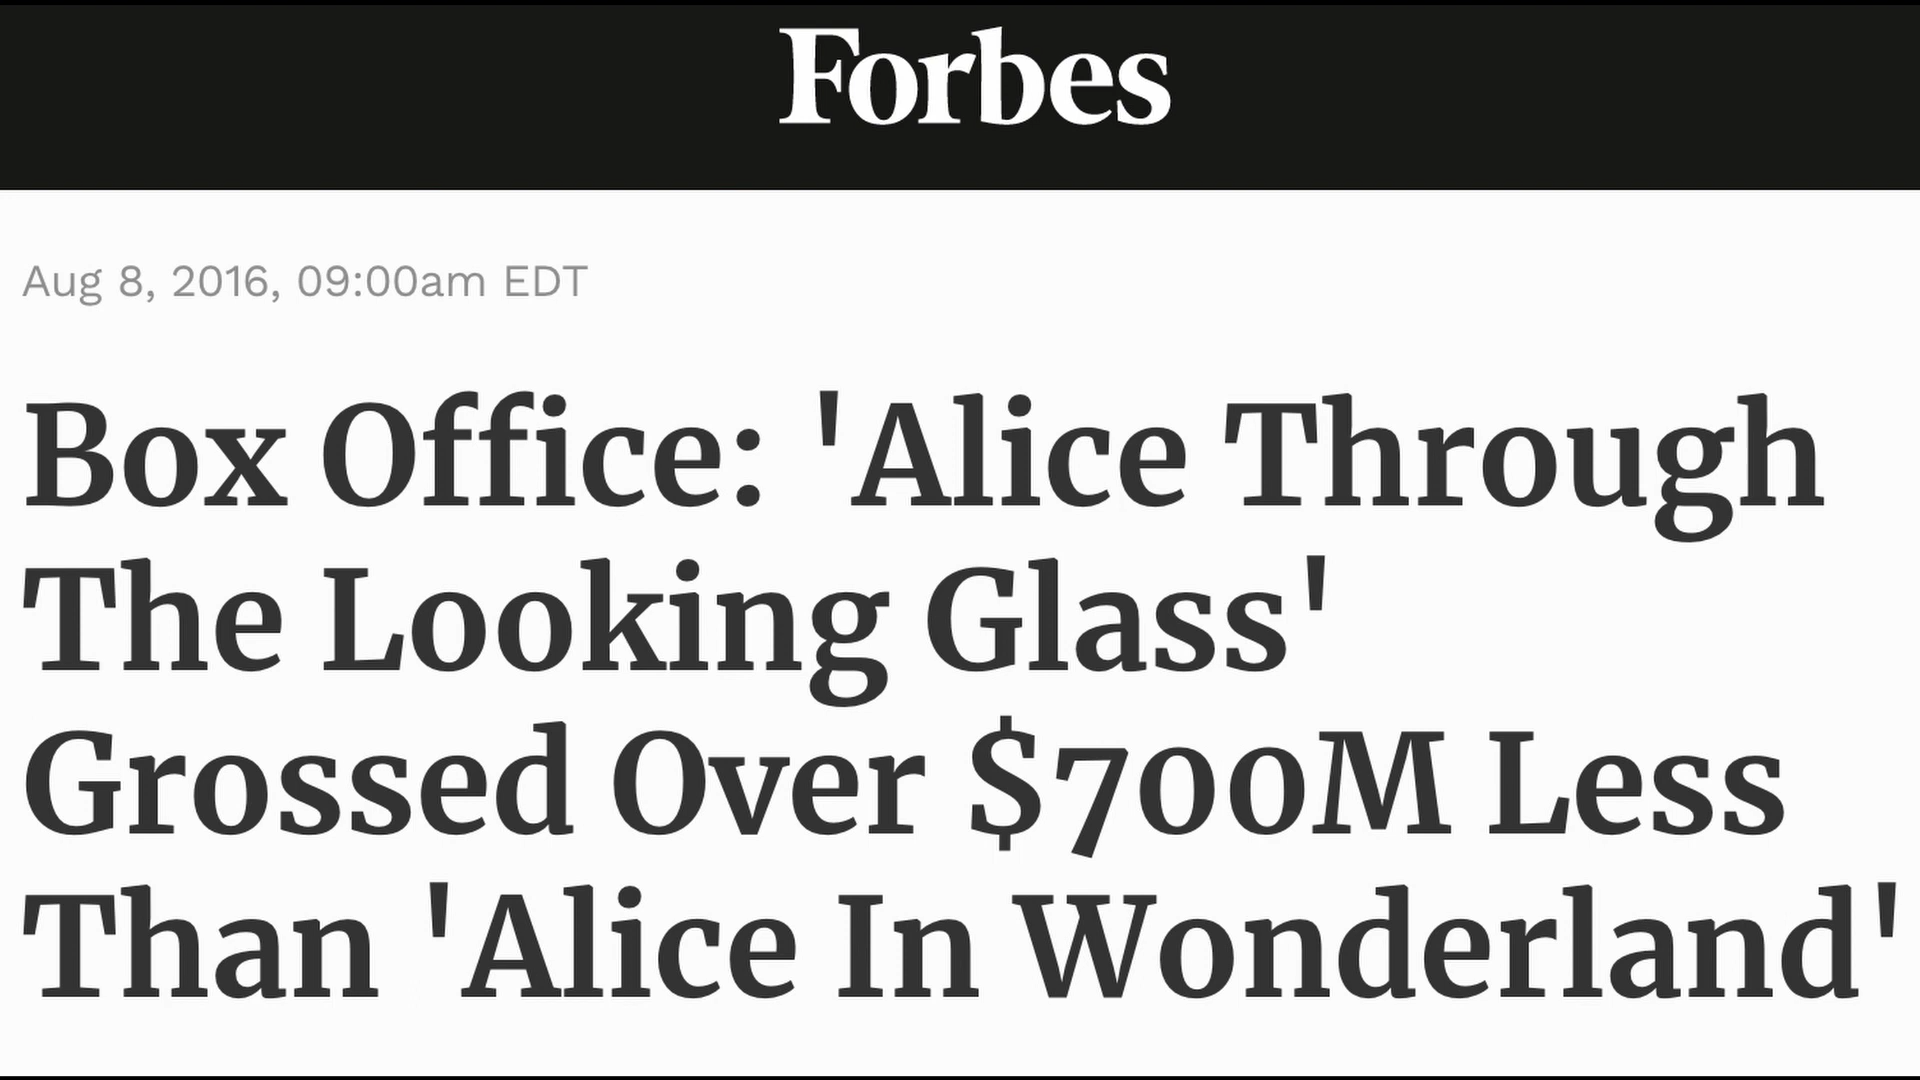 Forbes
Aug 8, 2016, 09:00am EDT
Box Office: 'Alice Through
The Looking Glass'
Grossed Over $700M Less
Than 'Alice In Wonderland'